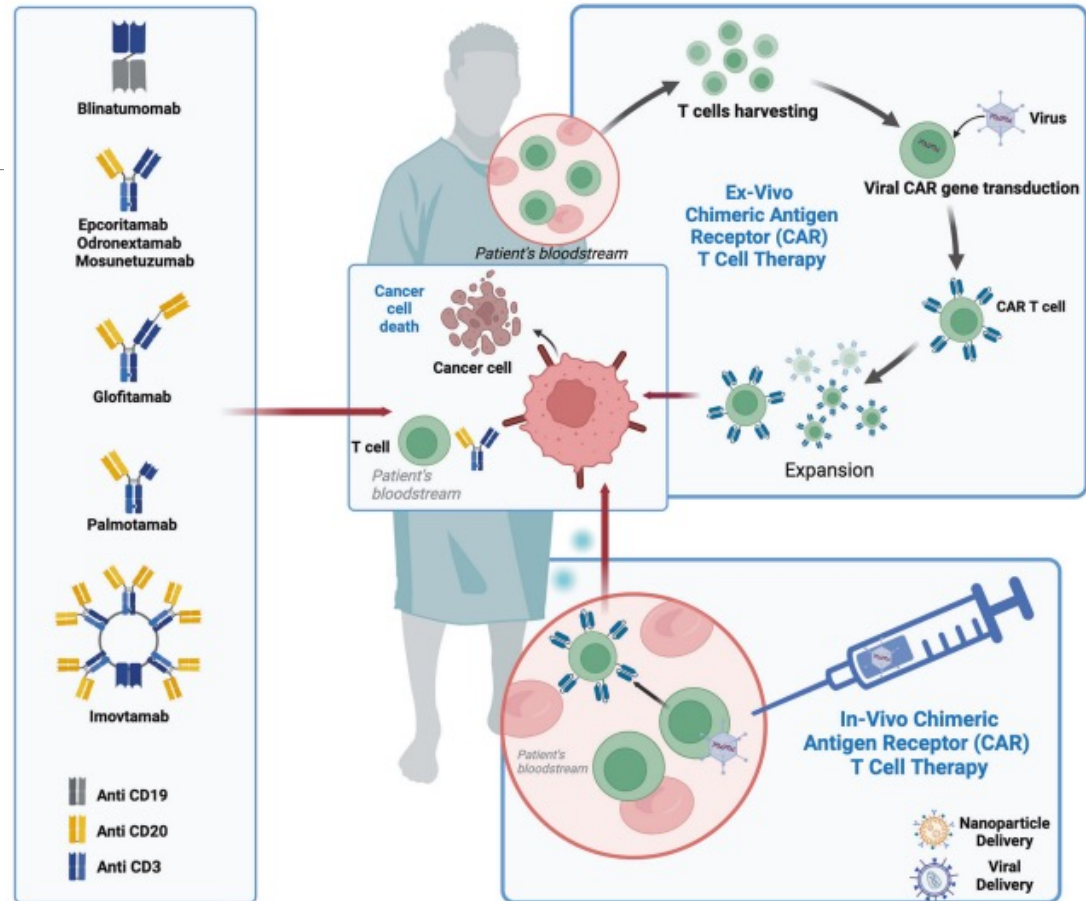 Blinatumomab
Epcoritamab
Odronextamab
Mosunetuzumab
Glofitamab
Palmotamab
Imovtamab
Anti CD19
Anti CD20
Anti CD3
T cells harvesting
Virus
Viral CAR gene transduction
Ex-Vivo
Chimeric Antigen
Receptor (CAR)
T Cell Therapy
Patient's bloodstream
CAR T cell
Expansion
Cancer
cell
death
Cancer cell
T cell
Patient's
bloodstream
Patient's
bloodstream
In-Vivo Chimeric
Antigen Receptor (CAR)
T Cell Therapy
Nanoparticle
Delivery
Viral
Delivery